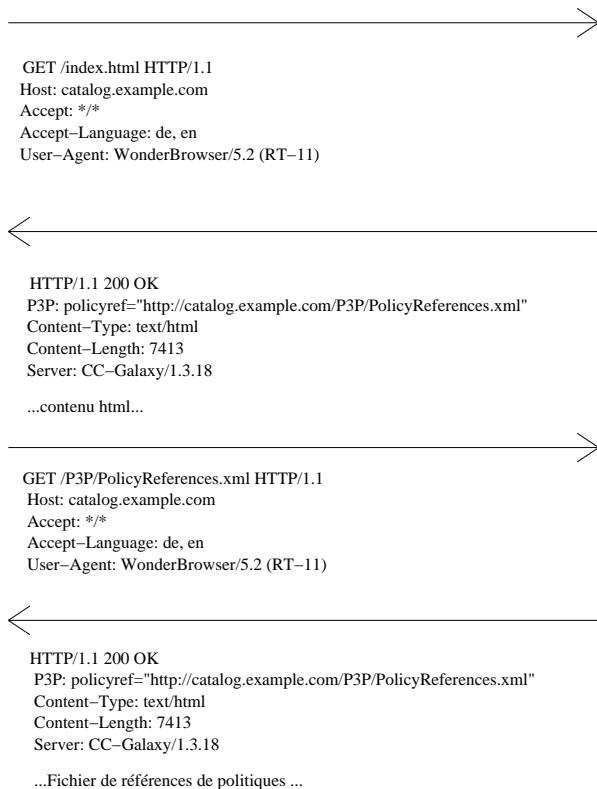 GET /index.html HTTP/1.1
Host: catalog.example.com
Accept: */*
Accept−Language: de, en
User−Agent: WonderBrowser/5.2 (RT−11)
HTTP/1.1 200 OK
P3P: policyref="http://catalog.example.com/P3P/PolicyReferences.xml"
Content−Type: text/html
Content−Length: 7413
Server: CC−Galaxy/1.3.18
...contenu html...
GET /P3P/PolicyReferences.xml HTTP/1.1
Host: catalog.example.com
Accept: */*
Accept−Language: de, en
User−Agent: WonderBrowser/5.2 (RT−11)
HTTP/1.1 200 OK
P3P: policyref="http://catalog.example.com/P3P/PolicyReferences.xml"
Content−Type: text/html
Content−Length: 7413
Server: CC−Galaxy/1.3.18
...Fichier de références de politiques ...